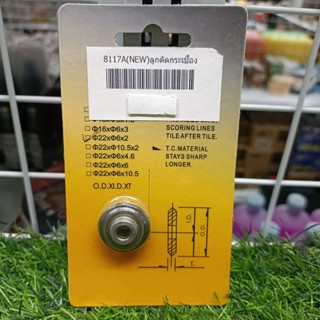 8117A(NEW)ลูกตัดกระเบื้อง
Φ16xΦ6x3
Φ22xΦ6x2
Φ22xΦ10.5x2
Φ22xΦ6x4.6
Φ22xΦ6x6
Φ22xΦ6x10.5
O.D.XI.D.XT
SCORING LINES
TILE AFTER TILE.
T.C. MATERIAL
STAYS SHARP
LONGER.
I.D.
O.D.